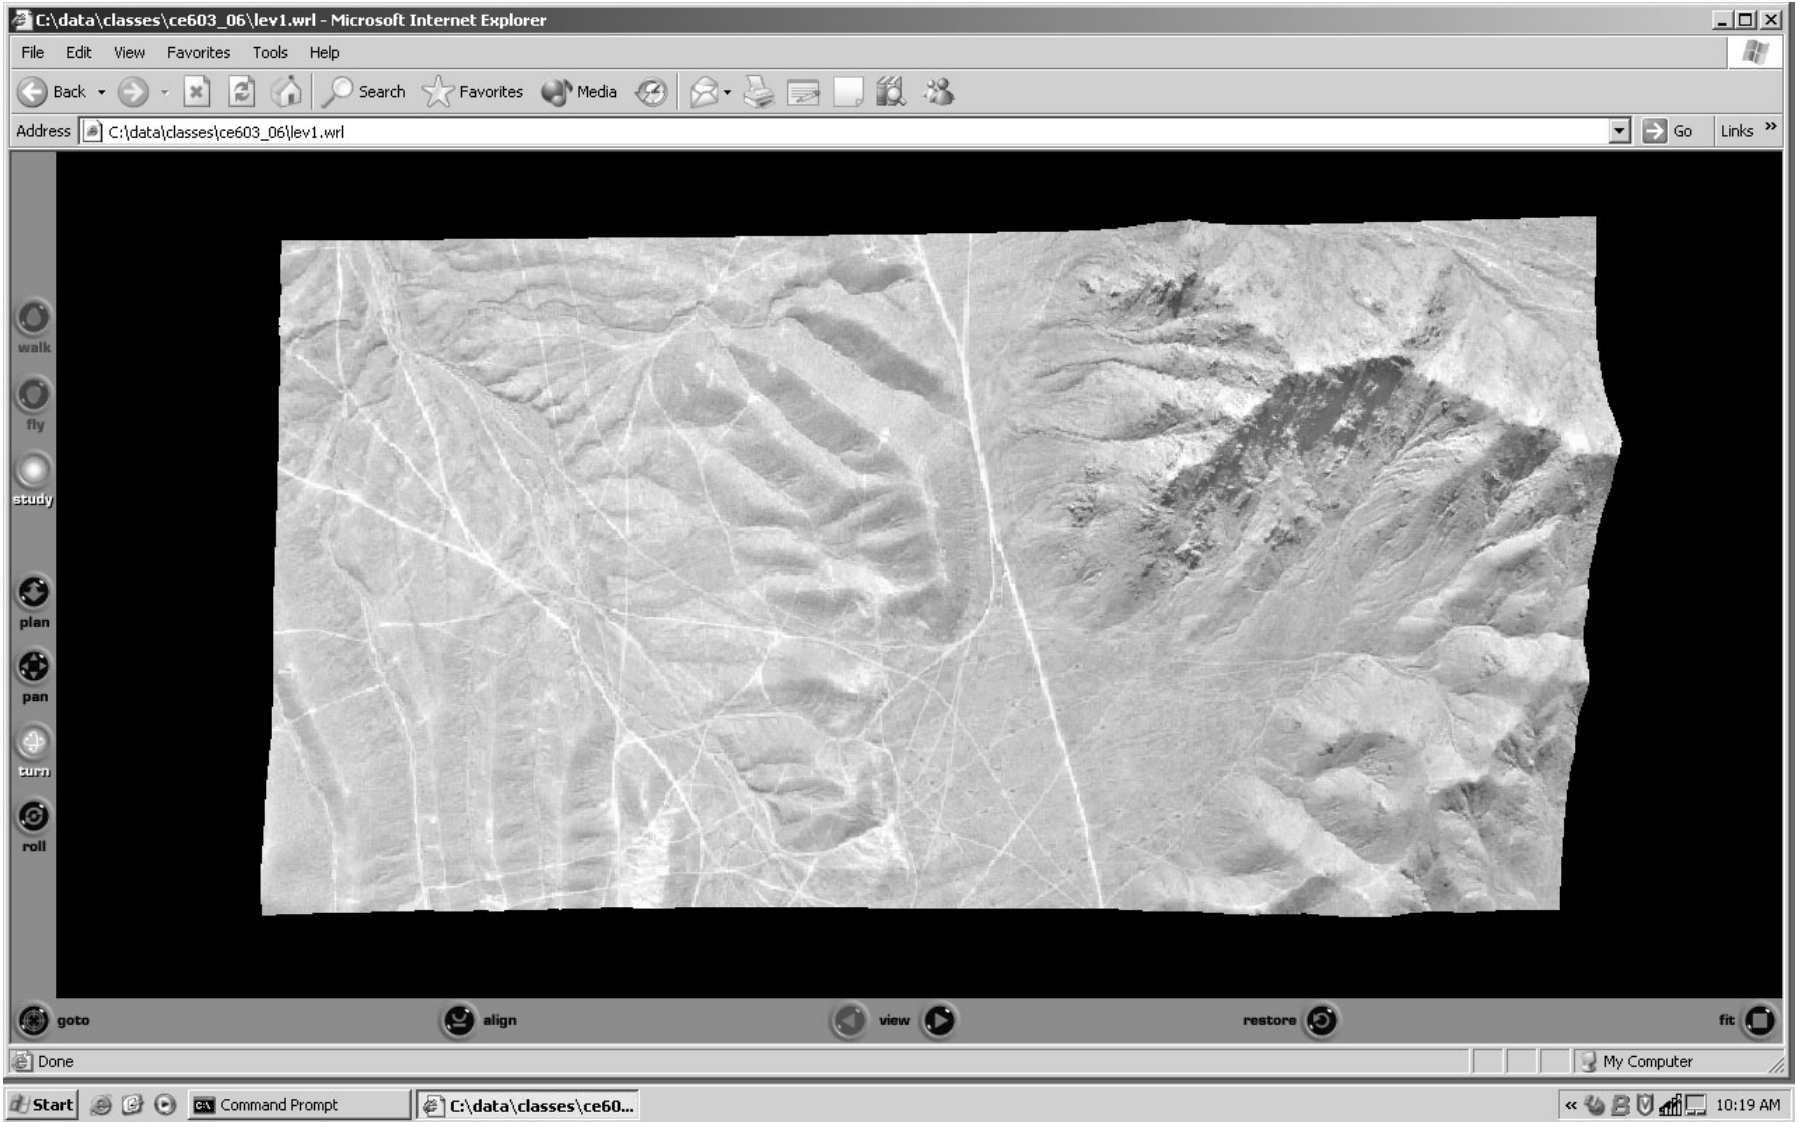 C:\data\classes\ce603_06\lev1.wrl - Microsoft Internet Explorer
File Edit View Favorites Tools Help
Back Search Favorites Media
Address C:\data\classes\ce603_06\lev1.wrl Go Links »
walk
fly
study
plan
pan
turn
roll
goto align view restore fit
Done My Computer
Start Command Prompt C:\data\classes\ce60... « 10:19 AM